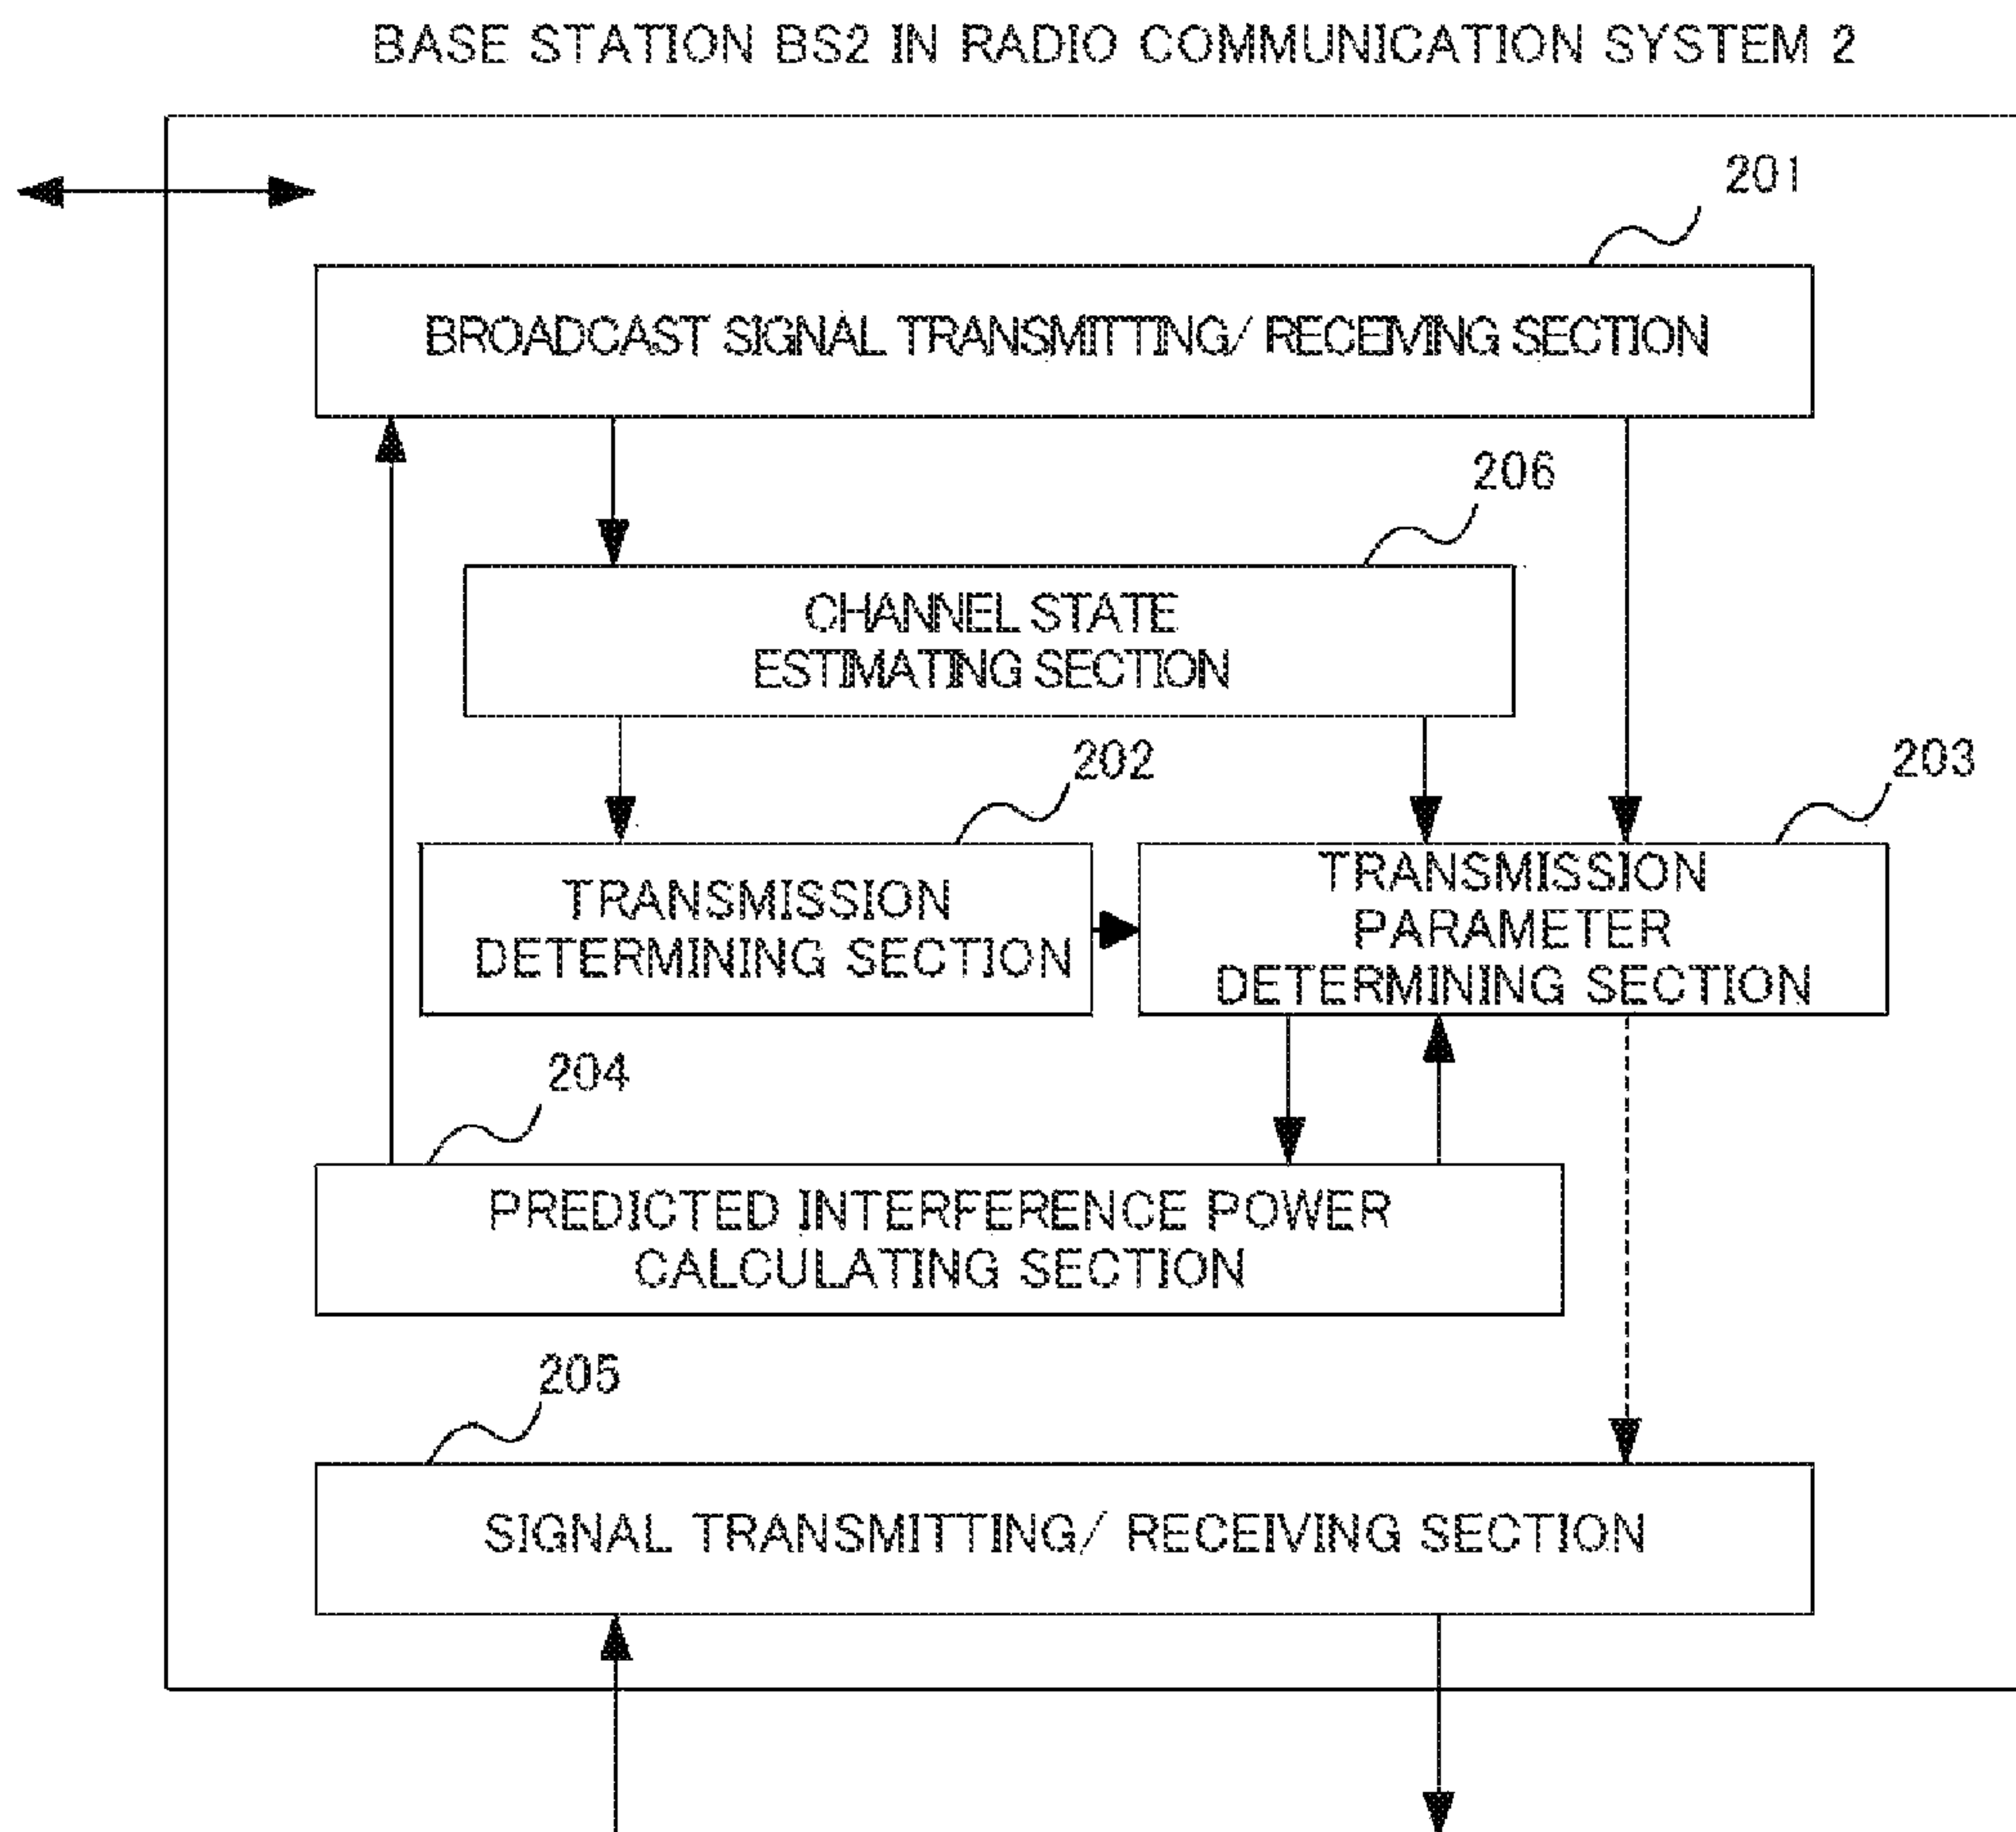 BASE STATION BS2 IN RADIO COMMUNICATION SYSTEM 2
201
BROADCAST SIGNAL TRANSMITTING/ RECEIVING SECTION
206
CHANNEL STATE
ESTIMATING SECTION
202
203
TRANSMISSION
DETERMINING SECTION
TRANSMISSION
PARAMETER
DETERMINING SECTION
204
PREDICTED INTERFERENCE POWER
CALCULATING SECTION
205
SIGNAL TRANSMITTING/ RECEIVING SECTION